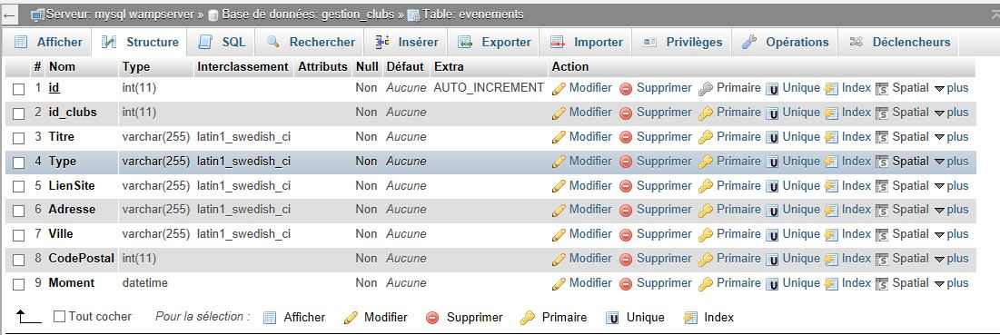 Serveur: mysql wampserver » Base de données: gestion_clubs » Table: evenements
Afficher Structure SQL Rechercher Insérer Exporter Importer Privilèges Opérations Déclencheurs
# Nom Type Interclassement Attributs Null Défaut Extra Action
1 id int(11) Non Aucune AUTO_INCREMENT Modifier Supprimer Primaire Unique Index Spatial plus
2 id_clubs int(11) Non Aucune Modifier Supprimer Primaire Unique Index Spatial plus
3 Titre varchar(255) latin1_swedish_ci Non Aucune Modifier Supprimer Primaire Unique Index Spatial plus
4 Type varchar(255) latin1_swedish_ci Non Aucune Modifier Supprimer Primaire Unique Index Spatial plus
5 LienSite varchar(255) latin1_swedish_ci Non Aucune Modifier Supprimer Primaire Unique Index Spatial plus
6 Adresse varchar(255) latin1_swedish_ci Non Aucune Modifier Supprimer Primaire Unique Index Spatial plus
7 Ville varchar(255) latin1_swedish_ci Non Aucune Modifier Supprimer Primaire Unique Index Spatial plus
8 CodePostal int(11) Non Aucune Modifier Supprimer Primaire Unique Index Spatial plus
9 Moment datetime Non Aucune Modifier Supprimer Primaire Unique Index Spatial plus
Tout cocher Pour la sélection : Afficher Modifier Supprimer Primaire Unique Index